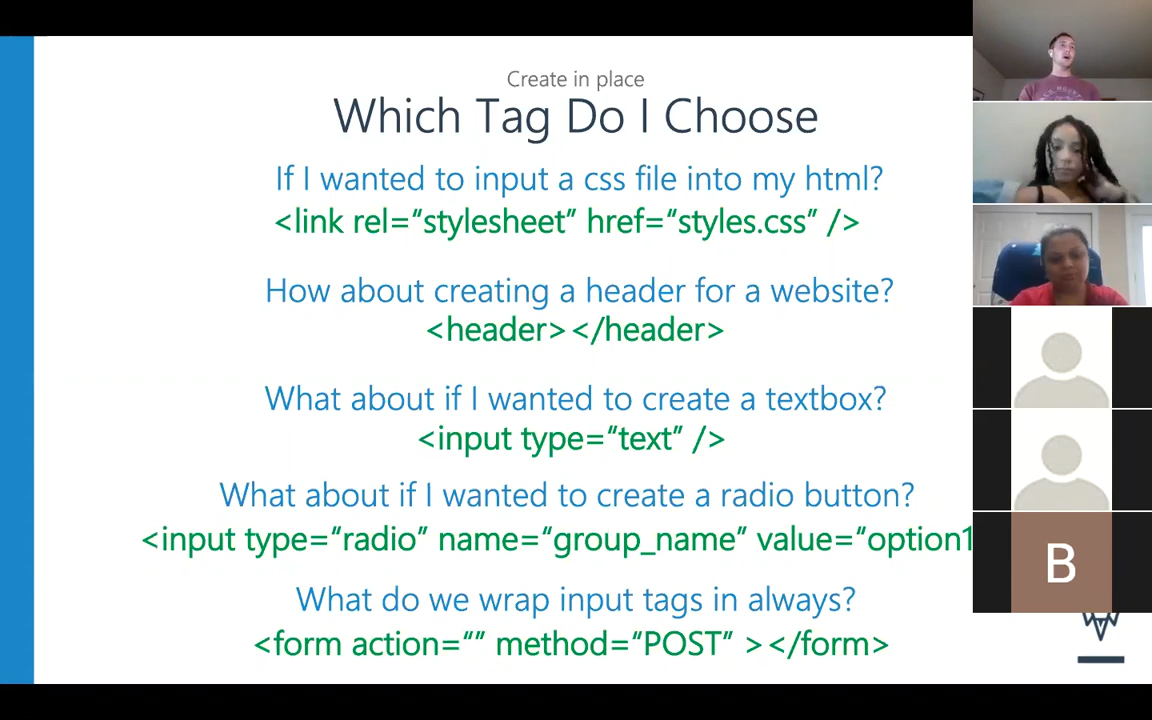 Create in place
Which Tag Do I Choose
If I wanted to input a css file into my html?
<link rel=“stylesheet” href=“styles.css” />
How about creating a header for a website?
<header></header>
What about if I wanted to create a textbox?
<input type=“text” />
What about if I wanted to create a radio button?
<input type=“radio” name=“group_name” value=“option1
What do we wrap input tags in always?
<form action=“” method=“POST” ></form>
B